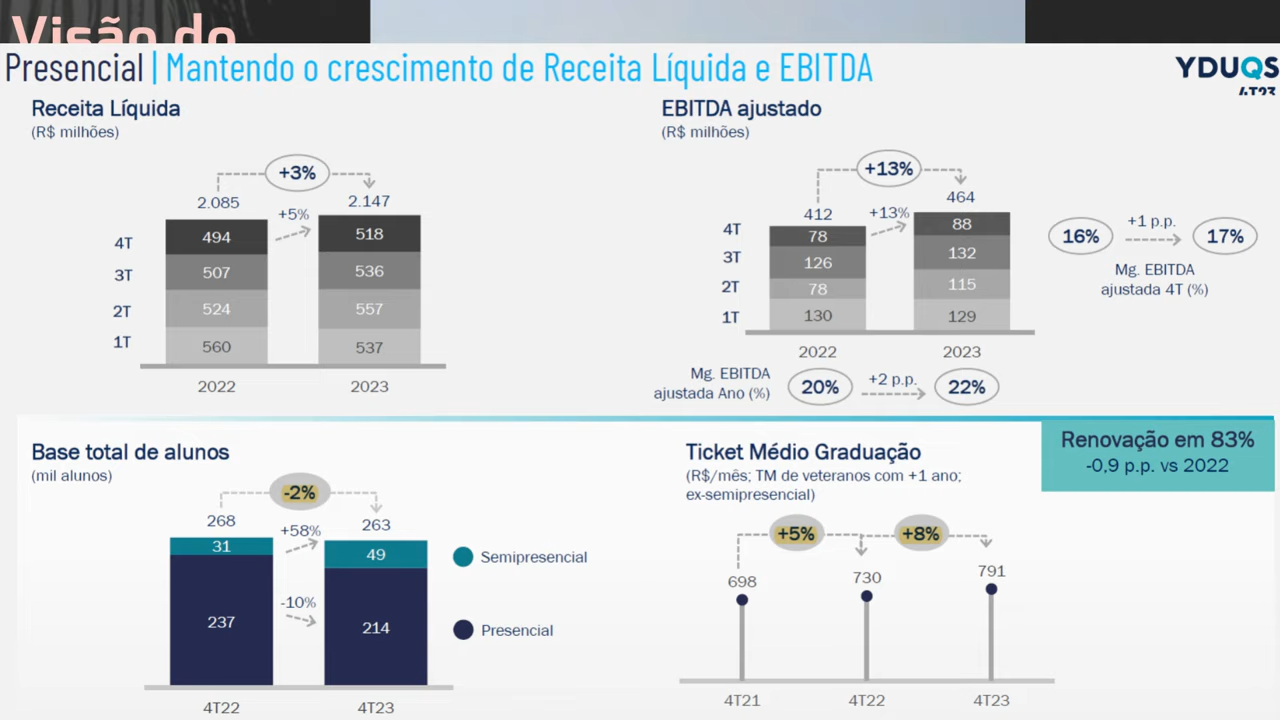 Visão do
Presencial | Mantendo o crescimento de Receita Líquida e EBITDA
YDUQS
4T23
Receita Líquida
(R$ milhões)
+3%
2.085
2.147
+5%
4T
494
518
3T
507
536
2T
524
557
1T
560
537
2022
2023
EBITDA ajustado
(R$ milhões)
+13%
412
464
+13%
4T
78
88
3T
126
132
2T
78
115
1T
130
129
2022
2023
Mg. EBITDA
ajustada Ano (%)
20%
+2 p.p.
22%
16%
+1 p.p.
17%
Mg. EBITDA
ajustada 4T (%)
Base total de alunos
(mil alunos)
-2%
268
263
+58%
31
49
-10%
237
214
4T22
4T23
Semipresencial
Presencial
Ticket Médio Graduação
(R$/mês; TM de veteranos com +1 ano;
ex-semipresencial)
+5%
+8%
698
730
791
4T21
4T22
4T23
Renovação em 83%
-0,9 p.p. vs 2022